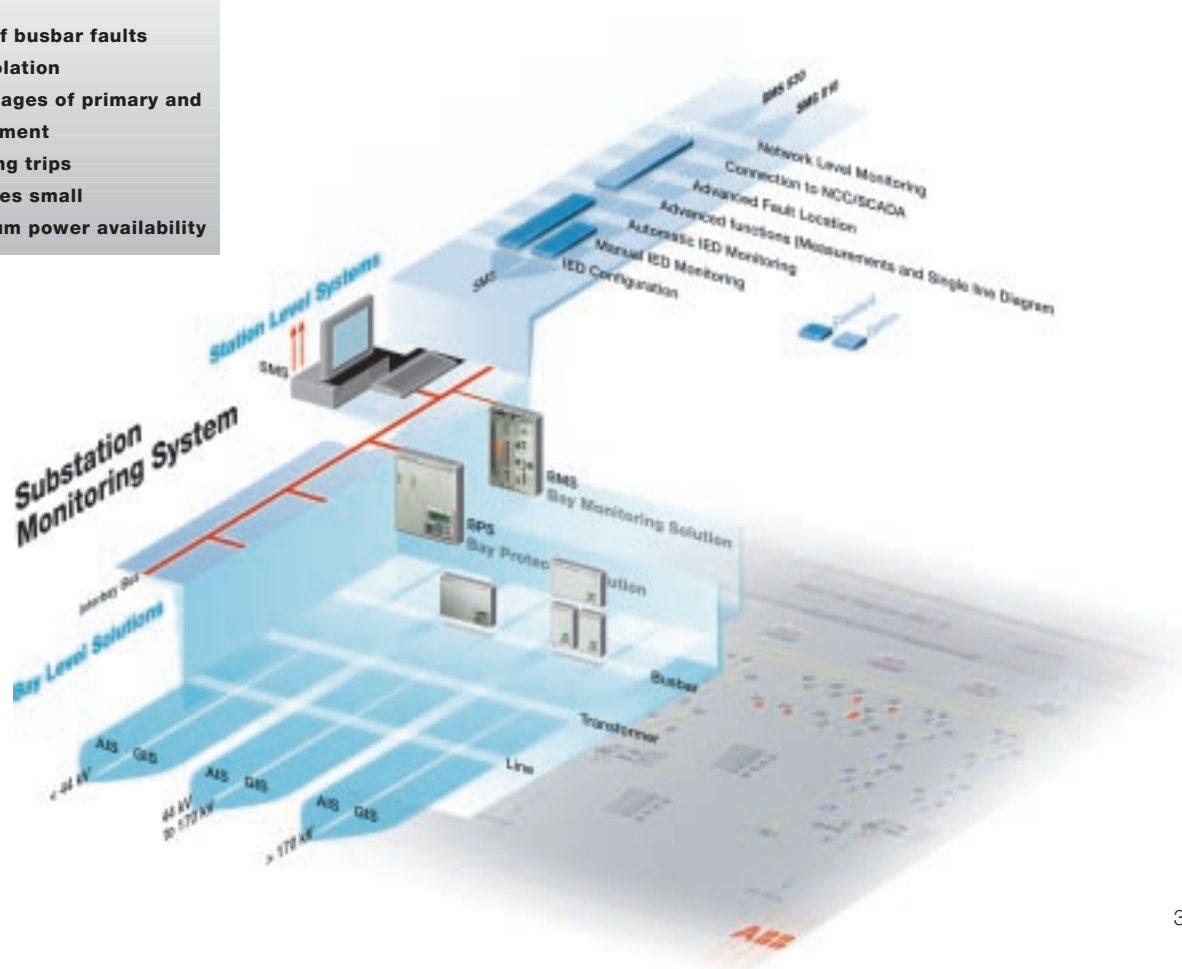 f busbar faults
lation
ages of primary and
ment
ng trips
es small
um power availability
SMS
Network Level Monitoring
Connection to NCC/SCADA
Advanced Fault Location
Advanced functions (Measurements and Single line Diagram
Automatic IED Monitoring
Manual IED Monitoring
IED Configuration
SMS
Station Level Systems
SMS
Substation
Monitoring System
BMS
Bay Monitoring Solution
BPS
Bay Protec
ution
Interbay Bus
Bay Level Solutions
Busbar
Transformer
Line
AIS GIS
< 44 kV
AIS GIS
44 kV
to 170 kV
AIS GIS
> 170 kV
ABB
3